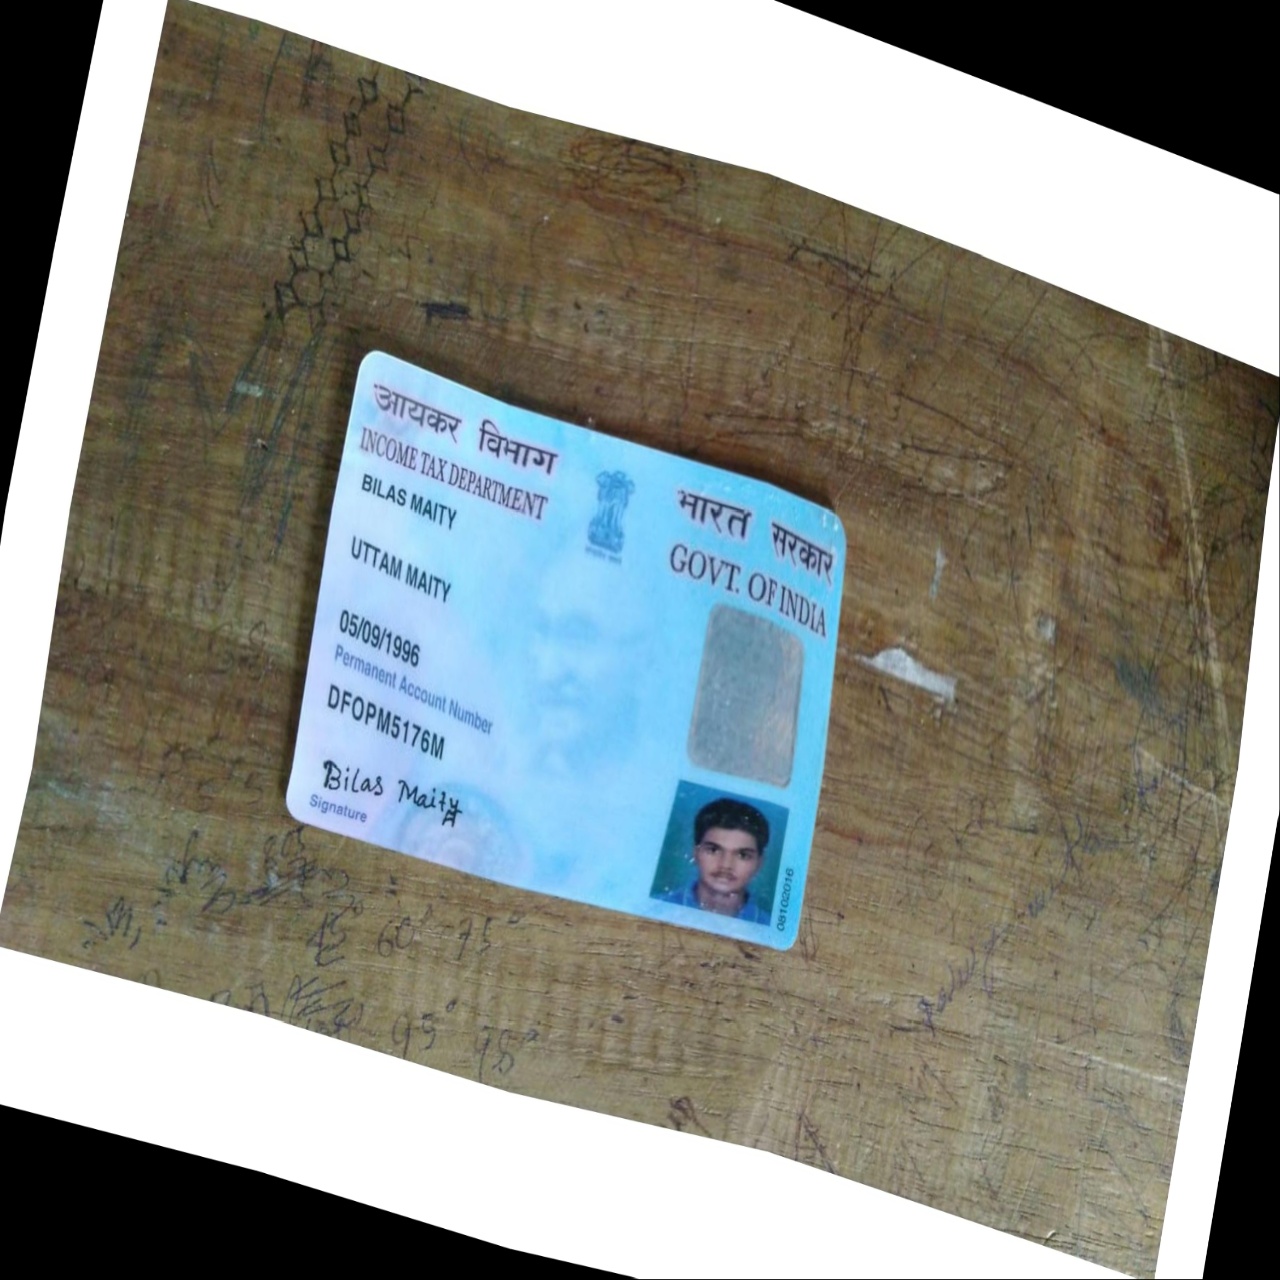 आयकर विभाग
INCOME TAX DEPARTMENT
भारत सरकार
GOVT. OF INDIA
BILAS MAITY
UTTAM MAITY
05/09/1996
Permanent Account Number
DFOPM5176M
Bilas Maity
Signature
08102016
45° 60° 75°
95° 98°